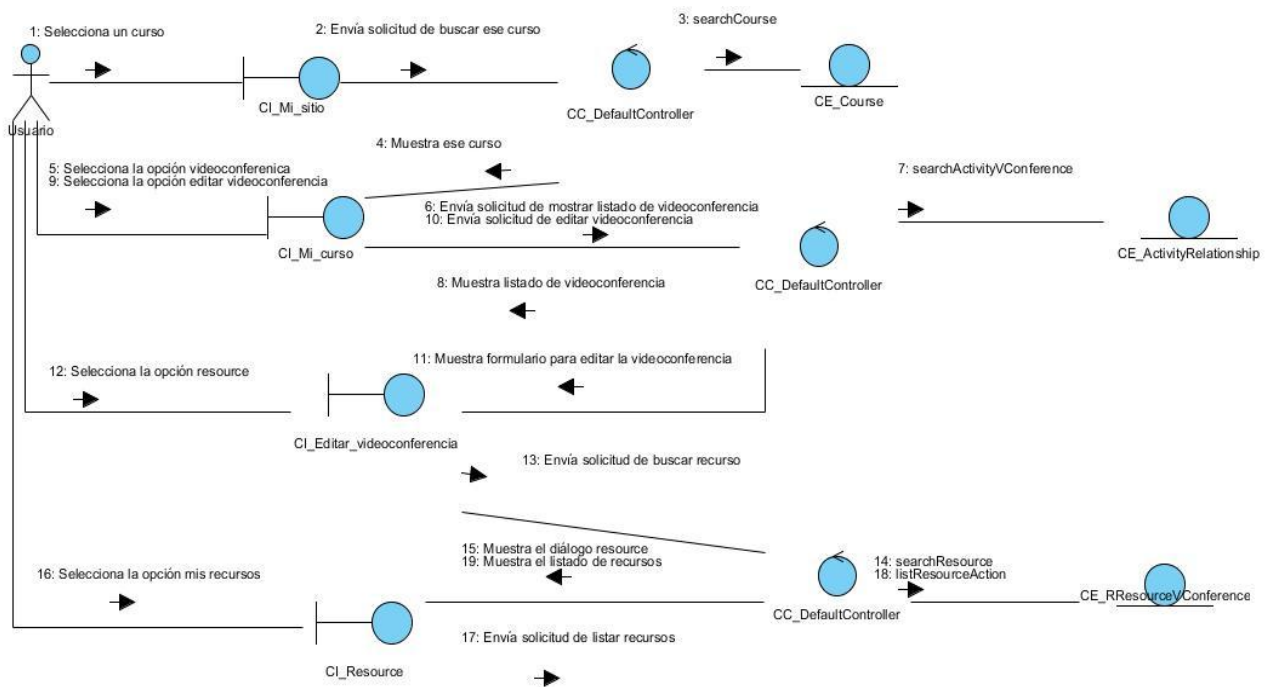 1: Selecciona un curso
2: Envía solicitud de buscar ese curso
3: searchCourse
CI_Mi_sitio
CC_DefaultController
CE_Course
Usuario
4: Muestra ese curso
5: Selecciona la opción videoconferenica
9: Selecciona la opción editar videoconferencia
7: searchActivityVConference
6: Envía solicitud de mostrar listado de videoconferencia
10: Envía solicitud de editar videoconferencia
CI_Mi_curso
CE_ActivityRelationship
CC_DefaultController
8: Muestra listado de videoconferencia
11: Muestra formulario para editar la videoconferencia
12: Selecciona la opción resource
CI_Editar_videoconferencia
13: Envía solicitud de buscar recurso
15: Muestra el diálogo resource
19: Muestra el listado de recursos
14: searchResource
18: listResourceAction
16: Selecciona la opción mis recursos
CE_RResourceVConference
CC_DefaultController
17: Envía solicitud de listar recursos
CI_Resource